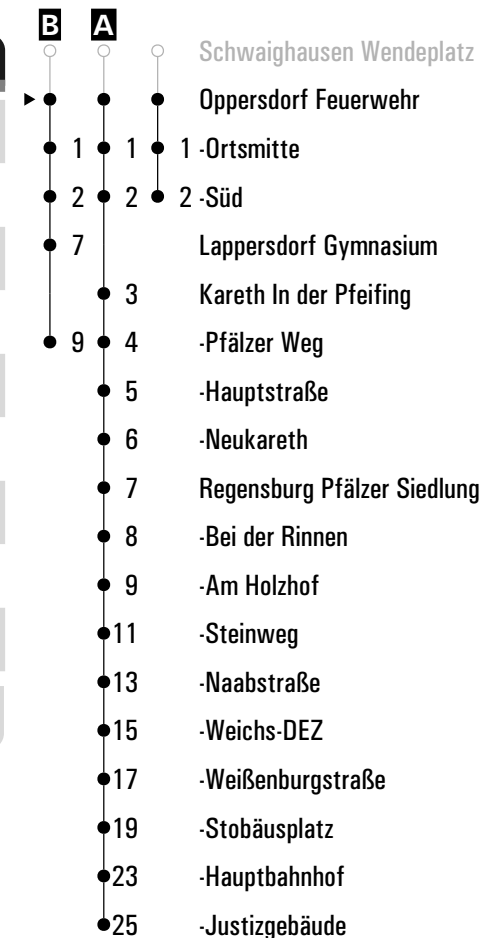 B A
Schwaighausen Wendeplatz
Oppersdorf Feuerwehr
1 1 1 -Ortsmitte
2 2 2 -Süd
7 Lappersdorf Gymnasium
3 Kareth In der Pfeifing
9 4 -Pfälzer Weg
5 -Hauptstraße
6 -Neukareth
7 Regensburg Pfälzer Siedlung
8 -Bei der Rinnen
9 -Am Holzhof
11 -Steinweg
13 -Naabstraße
15 -Weichs-DEZ
17 -Weißenburgstraße
19 -Stobäusplatz
23 -Hauptbahnhof
25 -Justizgebäude